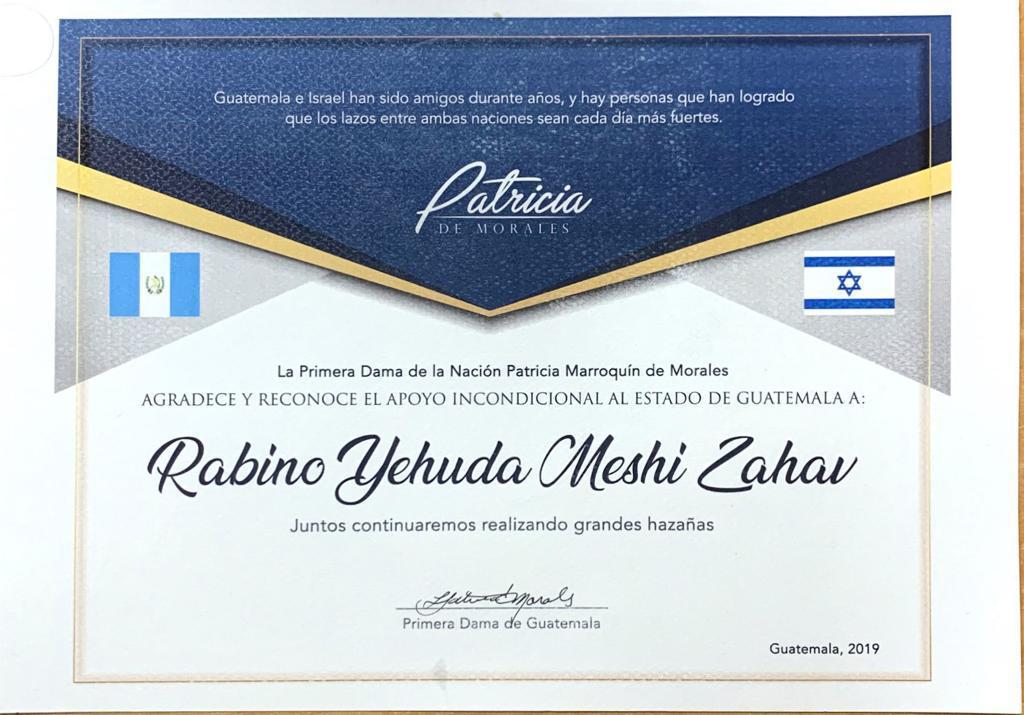 Guatemala e Israel han sido amigos durante años, y hay personas que han logrado
que los lazos entre ambas naciones sean cada día más fuertes.
Patricia
DE MORALES
La Primera Dama de la Nación Patricia Marroquín de Morales
AGRADECE Y RECONOCE EL APOYO INCONDICIONAL AL ESTADO DE GUATEMALA A:
Rabino Yehuda Meshi Zahav
Juntos continuaremos realizando grandes hazañas
Primera Dama de Guatemala
Guatemala, 2019